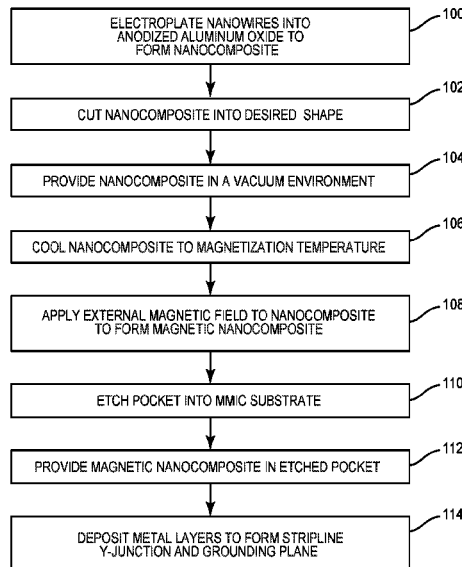 100
ELECTROPLATE NANOWIRES INTO
ANODIZED ALUMINUM OXIDE TO
FORM NANOCOMPOSITE
102
CUT NANOCOMPOSITE INTO DESIRED SHAPE
104
PROVIDE NANOCOMPOSITE IN A VACUUM ENVIRONMENT
106
COOL NANOCOMPOSITE TO MAGNETIZATION TEMPERATURE
108
APPLY EXTERNAL MAGNETIC FIELD TO NANOCOMPOSITE
TO FORM MAGNETIC NANOCOMPOSITE
110
ETCH POCKET INTO MMIC SUBSTRATE
112
PROVIDE MAGNETIC NANOCOMPOSITE IN ETCHED POCKET
114
DEPOSIT METAL LAYERS TO FORM STRIPLINE
Y-JUNCTION AND GROUNDING PLANE